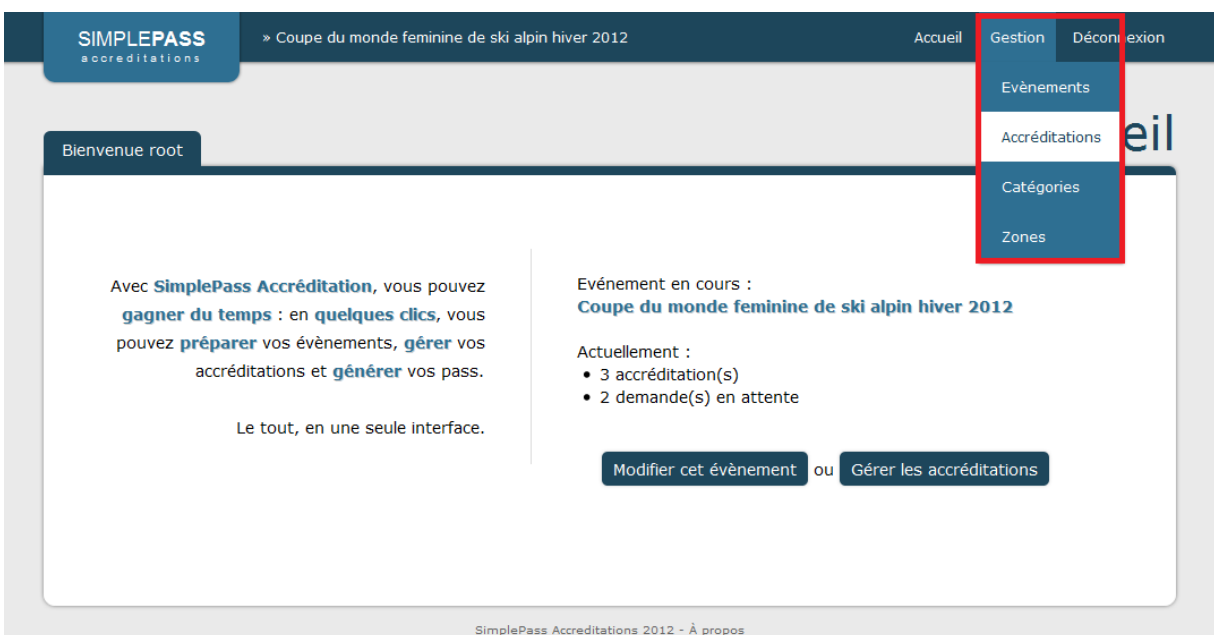 SIMPLEPASS
accreditations
» Coupe du monde feminine de ski alpin hiver 2012
Accueil Gestion Déconnexion
Evènements
Accréditations
Catégories
Zones
eil
Bienvenue root
Avec SimplePass Accréditation, vous pouvez
gagner du temps : en quelques clics, vous
pouvez préparer vos évènements, gérer vos
accréditations et générer vos pass.
Le tout, en une seule interface.
Evénement en cours :
Coupe du monde feminine de ski alpin hiver 2012
Actuellement :
• 3 accréditation(s)
• 2 demande(s) en attente
Modifier cet évènement ou Gérer les accréditations
SimplePass Accreditations 2012 - À propos